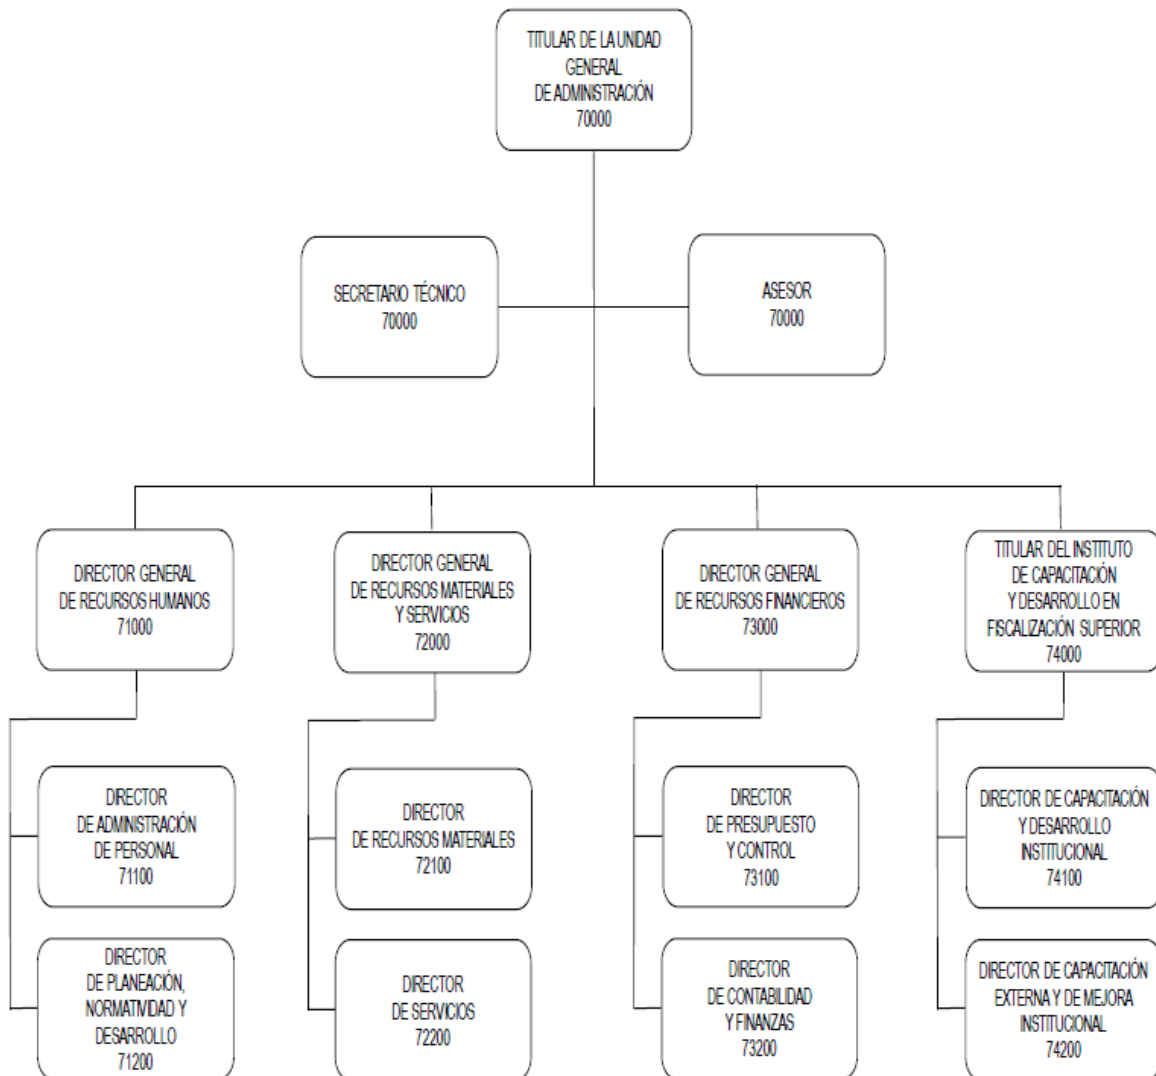 TITULAR DE LA UNIDAD
GENERAL
DE ADMINISTRACIÓN
70000
SECRETARIO TÉCNICO
70000
ASESOR
70000
DIRECTOR GENERAL
DE RECURSOS HUMANOS
71000
DIRECTOR GENERAL
DE RECURSOS MATERIALES
Y SERVICIOS
72000
DIRECTOR GENERAL
DE RECURSOS FINANCIEROS
73000
TITULAR DEL INSTITUTO
DE CAPACITACIÓN
Y DESARROLLO EN
FISCALIZACIÓN SUPERIOR
74000
DIRECTOR
DE ADMINISTRACIÓN
DE PERSONAL
71100
DIRECTOR
DE RECURSOS MATERIALES
72100
DIRECTOR
DE PRESUPUESTO
Y CONTROL
73100
DIRECTOR DE CAPACITACIÓN
Y DESARROLLO
INSTITUCIONAL
74100
DIRECTOR
DE PLANEACIÓN,
NORMATIVIDAD Y
DESARROLLO
71200
DIRECTOR
DE SERVICIOS
72200
DIRECTOR
DE CONTABILIDAD
Y FINANZAS
73200
DIRECTOR DE CAPACITACIÓN
EXTERNA Y DE MEJORA
INSTITUCIONAL
74200